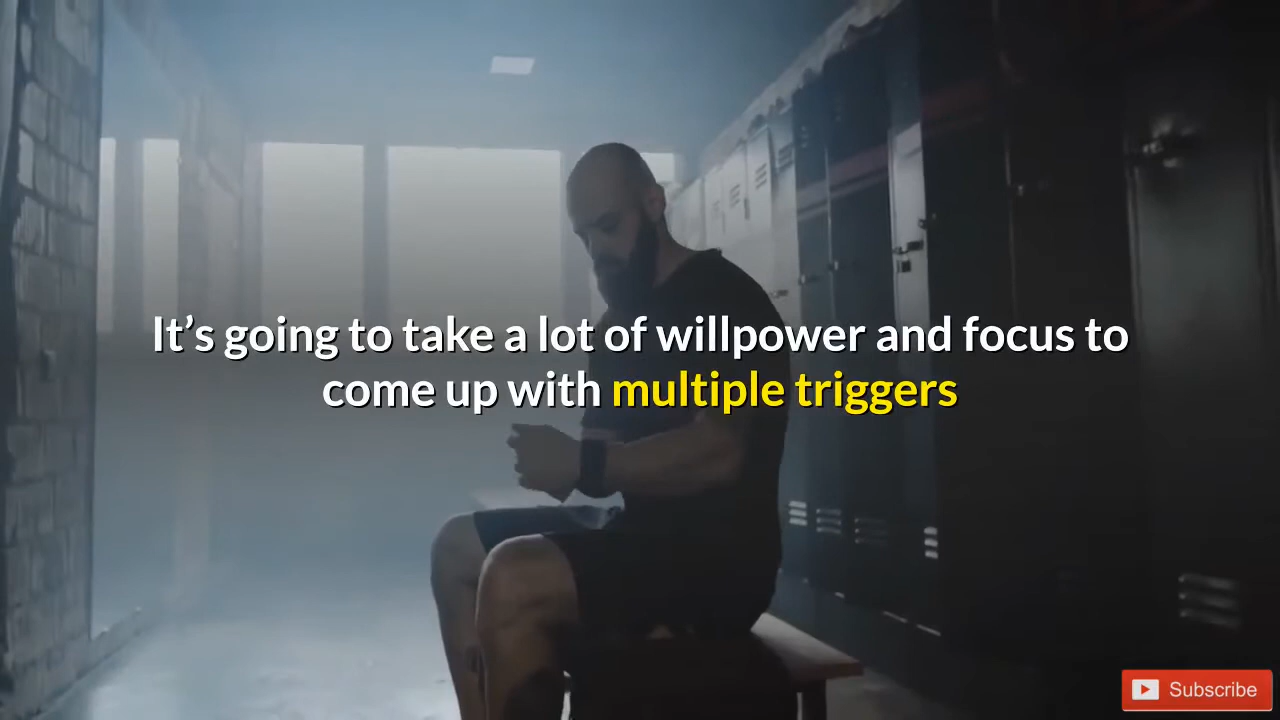 It’s going to take a lot of willpower and focus to
come up with multiple triggers
Subscribe